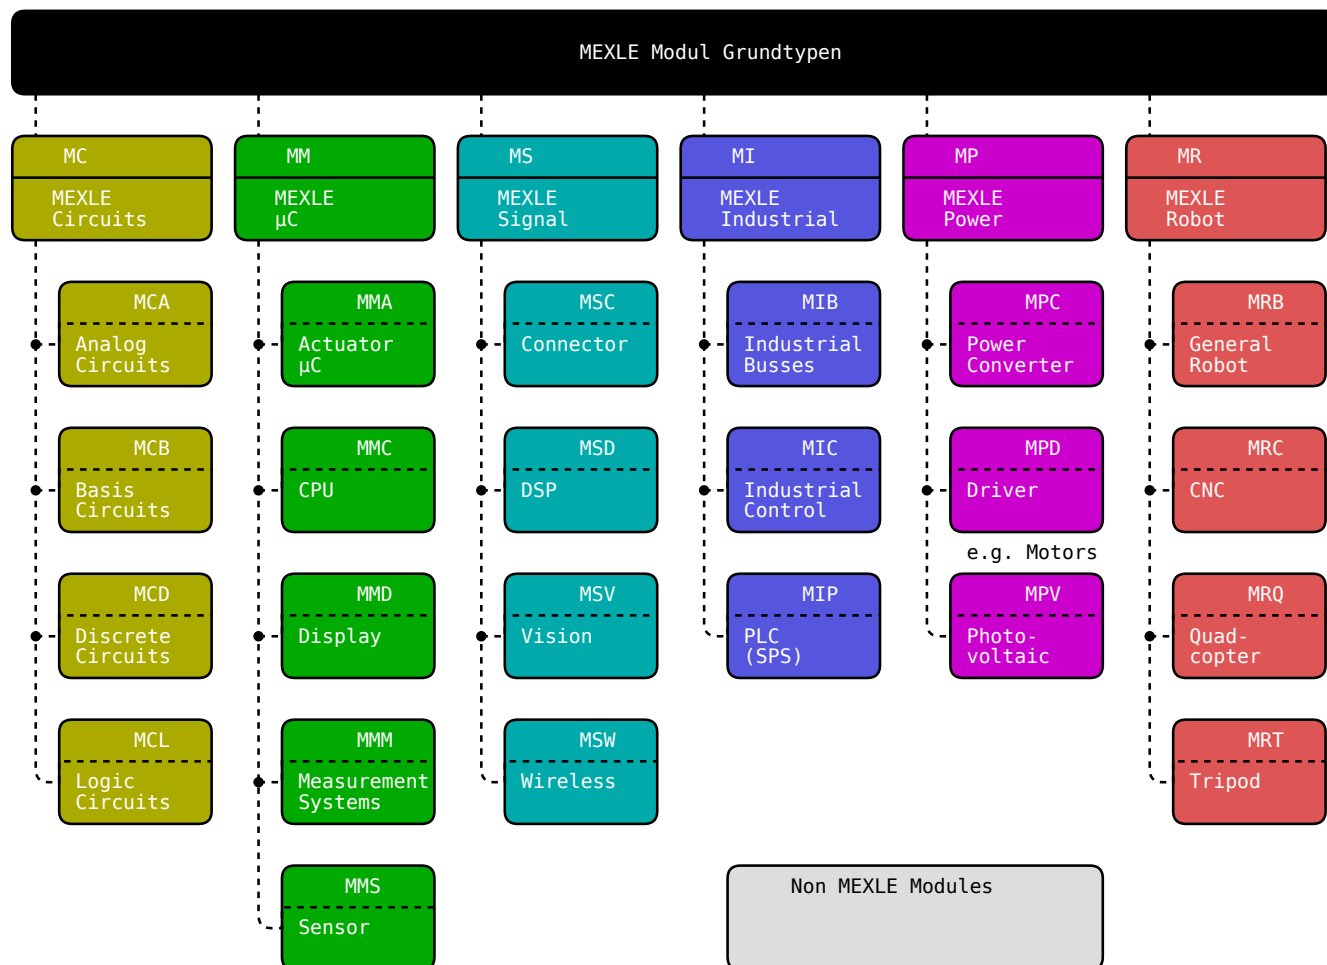 MEXLE Modul Grundtypen
MC
MEXLE
Circuits
MCA
Analog
Circuits
MCB
Basis
Circuits
MCD
Discrete
Circuits
MCL
Logic
Circuits
MM
MEXLE
µC
MMA
Actuator
µC
MMC
CPU
MMD
Display
MMM
Measurement
Systems
MMS
Sensor
MS
MEXLE
Signal
MSC
Connector
MSD
DSP
MSV
Vision
MSW
Wireless
MI
MEXLE
Industrial
MIB
Industrial
Busses
MIC
Industrial
Control
MIP
PLC
(SPS)
MP
MEXLE
Power
MPC
Power
Converter
MPD
Driver
e.g. Motors
MPV
Photo-
voltaic
MR
MEXLE
Robot
MRB
General
Robot
MRC
CNC
MRQ
Quad-
copter
MRT
Tripod
Non MEXLE Modules